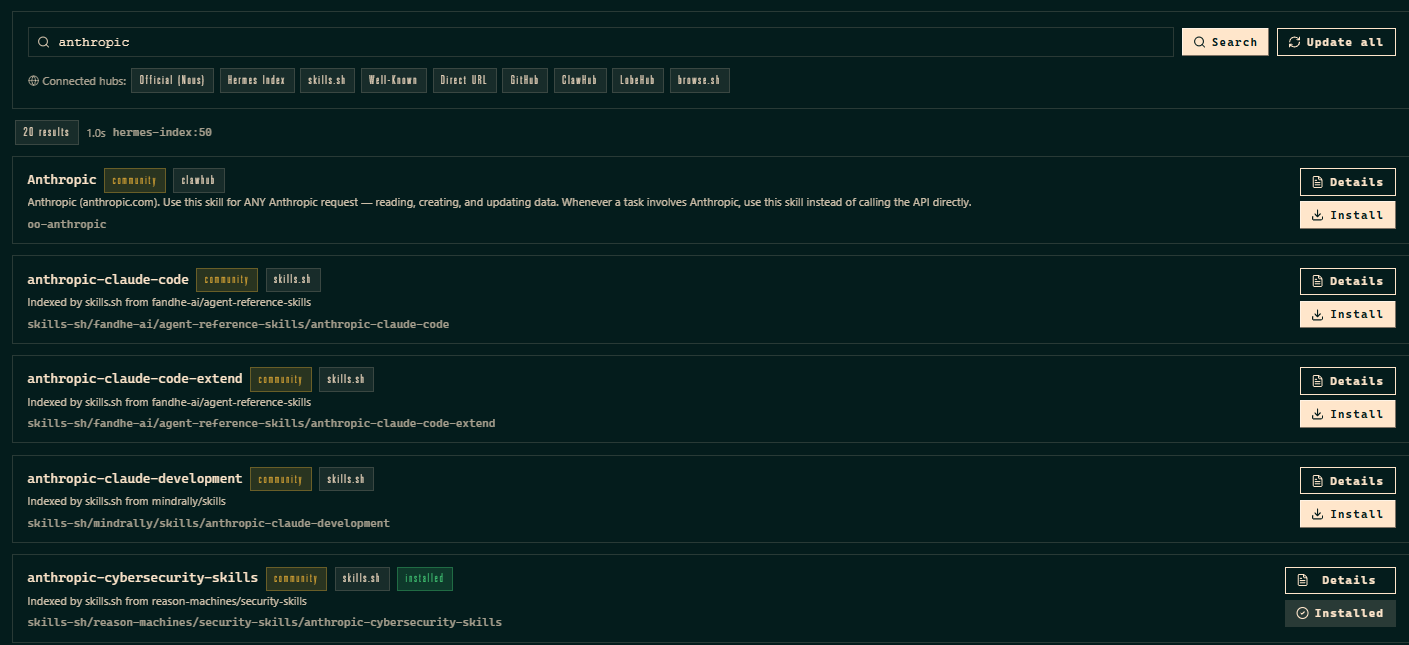 anthropic Search Update all
Connected hubs: Official (Nous) Hermes Index skills.sh Well-Known Direct URL GitHub ClawHub LobeHub browse.sh
20 results 1.0s hermes-index:50
Anthropic community clawhub Details
Anthropic (anthropic.com). Use this skill for ANY Anthropic request — reading, creating, and updating data. Whenever a task involves Anthropic, use this skill instead of calling the API directly.
Install
oo-anthropic
anthropic-claude-code community skills.sh Details
Indexed by skills.sh from fandhe-ai/agent-reference-skills
Install
skills-sh/fandhe-ai/agent-reference-skills/anthropic-claude-code
anthropic-claude-code-extend community skills.sh Details
Indexed by skills.sh from fandhe-ai/agent-reference-skills
Install
skills-sh/fandhe-ai/agent-reference-skills/anthropic-claude-code-extend
anthropic-claude-development community skills.sh Details
Indexed by skills.sh from mindrally/skills
Install
skills-sh/mindrally/skills/anthropic-claude-development
anthropic-cybersecurity-skills community skills.sh installed Details
Indexed by skills.sh from reason-machines/security-skills
Installed
skills-sh/reason-machines/security-skills/anthropic-cybersecurity-skills